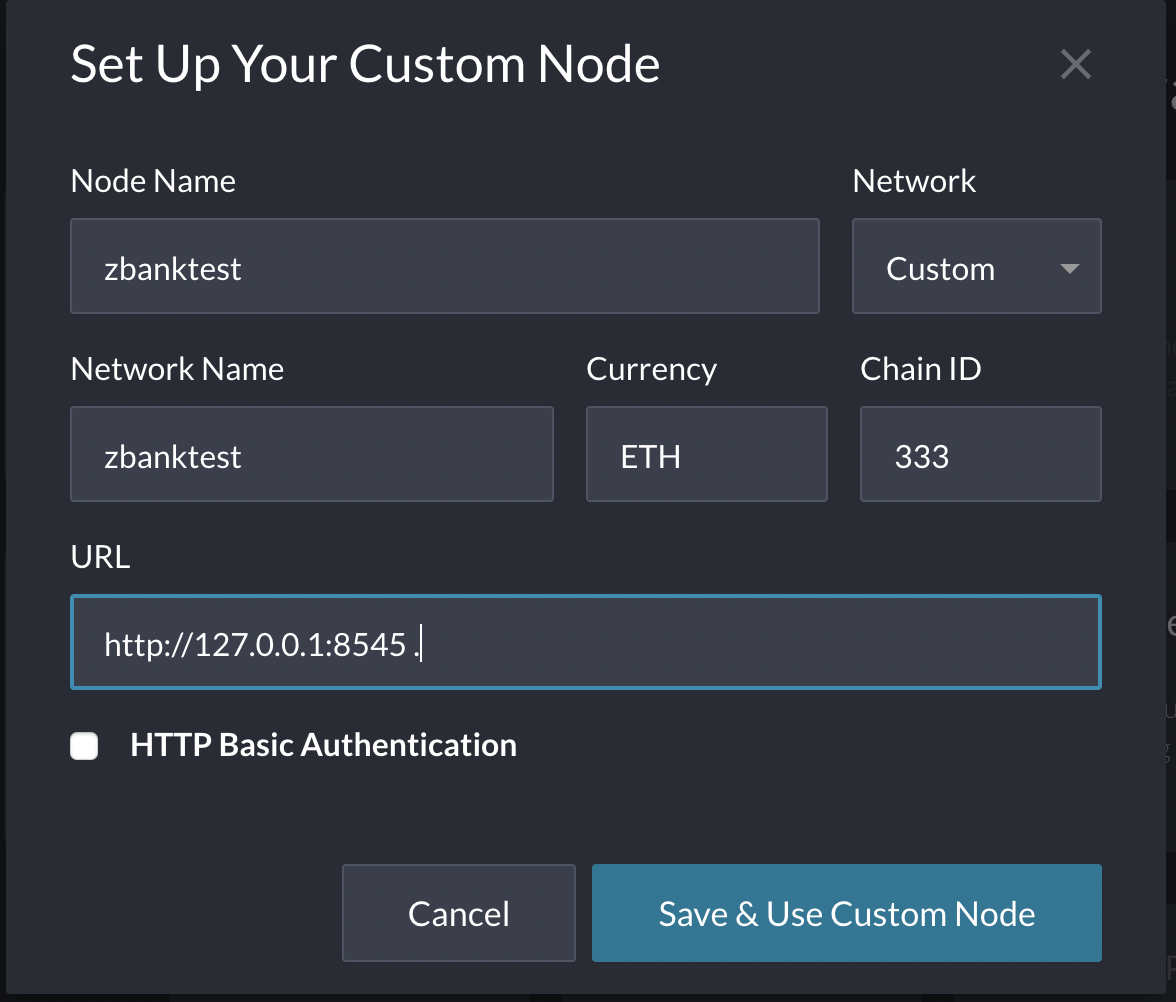 Set Up Your Custom Node
Node Name
Network
zbanktest
Custom
Network Name
Currency
Chain ID
zbanktest
ETH
333
URL
http://127.0.0.1:8545 .
HTTP Basic Authentication
Cancel
Save & Use Custom Node